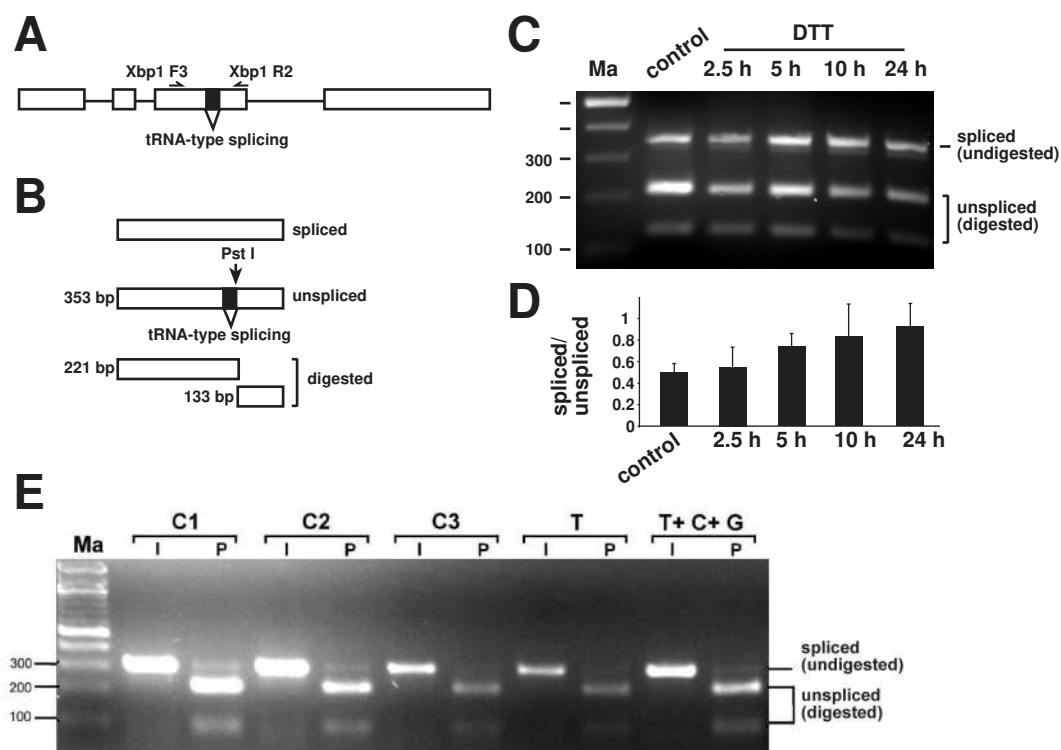 A
Xbp1 F3
Xbp1 R2
tRNA-type splicing
B
spliced
Pst I
353 bp
unspliced
tRNA-type splicing
221 bp
digested
133 bp
C
DTT
Ma
control
2.5 h
5 h
10 h
24 h
300
200
100
spliced
(undigested)
unspliced
(digested)
D
spliced/
unspliced
1
0.8
0.6
0.4
0.2
0
control
2.5 h
5 h
10 h
24 h
E
C1
C2
C3
T
T+ C+ G
Ma
I
P
I
P
I
P
I
P
I
P
300
200
100
spliced
(undigested)
unspliced
(digested)